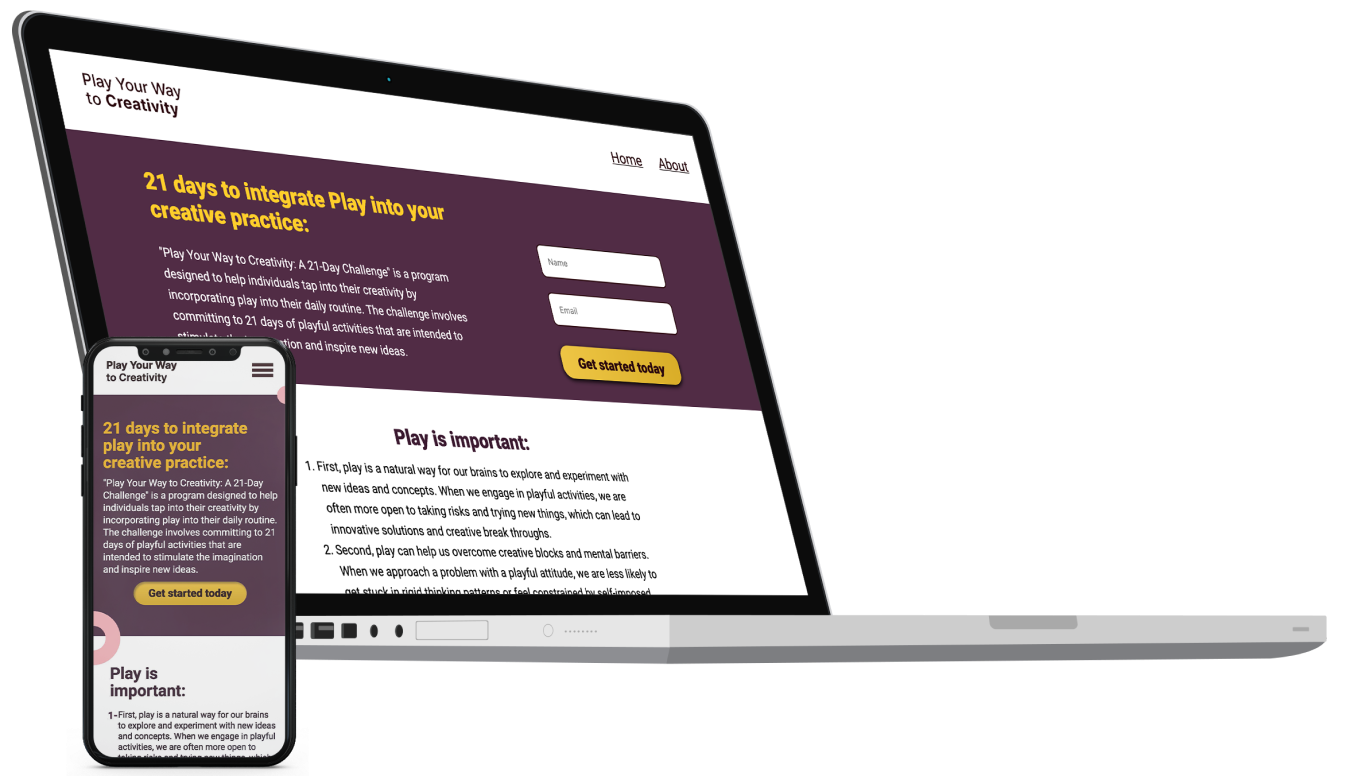 Play Your Way
to Creativity
Home About
21 days to integrate Play into your
creative practice:
"Play Your Way to Creativity: A 21-Day Challenge" is a program
designed to help individuals tap into their creativity by
incorporating play into their daily routine. The challenge involves
committing to 21 days of playful activities that are intended to
and inspire new ideas.
Name
Email
Get started today
Play is important:
1. First, play is a natural way for our brains to explore and experiment with
new ideas and concepts. When we engage in playful activities, we are
often more open to taking risks and trying new things, which can lead to
innovative solutions and creative break throughs.
2. Second, play can help us overcome creative blocks and mental barriers.
When we approach a problem with a playful attitude, we are less likely to
get stuck in rigid thinking patterns or feel constrained by self-imposed
Play Your Way
to Creativity
21 days to integrate
play into your
creative practice:
"Play Your Way to Creativity: A 21-Day
Challenge" is a program designed to help
individuals tap into their creativity by
incorporating play into their daily routine.
The challenge involves committing to 21
days of playful activities that are
intended to stimulate the imagination
and inspire new ideas.
Get started today
Play is
important:
1-First, play is a natural way for our brains
to explore and experiment with new ideas
and concepts. When we engage in playful
activities, we are often more open to
taking risks and trying new things, which